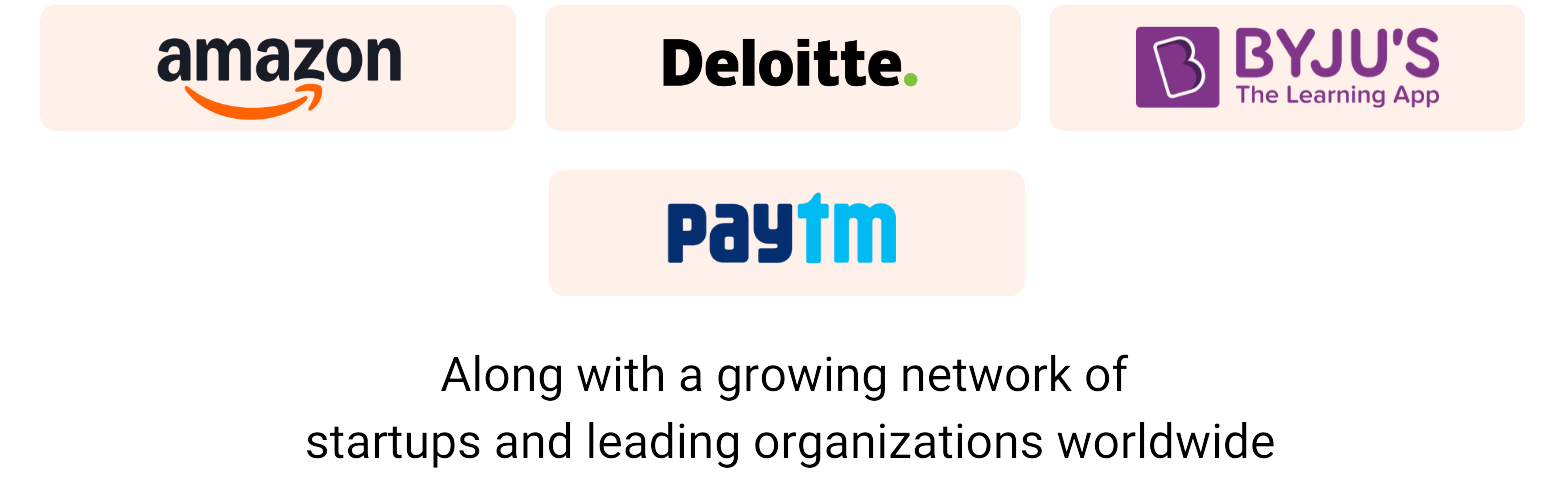 amazon
Deloitte.
BYJU'S
The Learning App
paytm
Along with a growing network of
startups and leading organizations worldwide